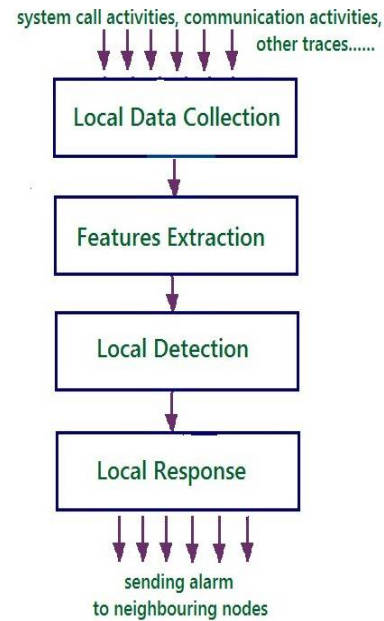 system call activities, communication activities,
other traces......
Local Data Collection
Features Extraction
Local Detection
Local Response
sending alarm
to neighbouring nodes